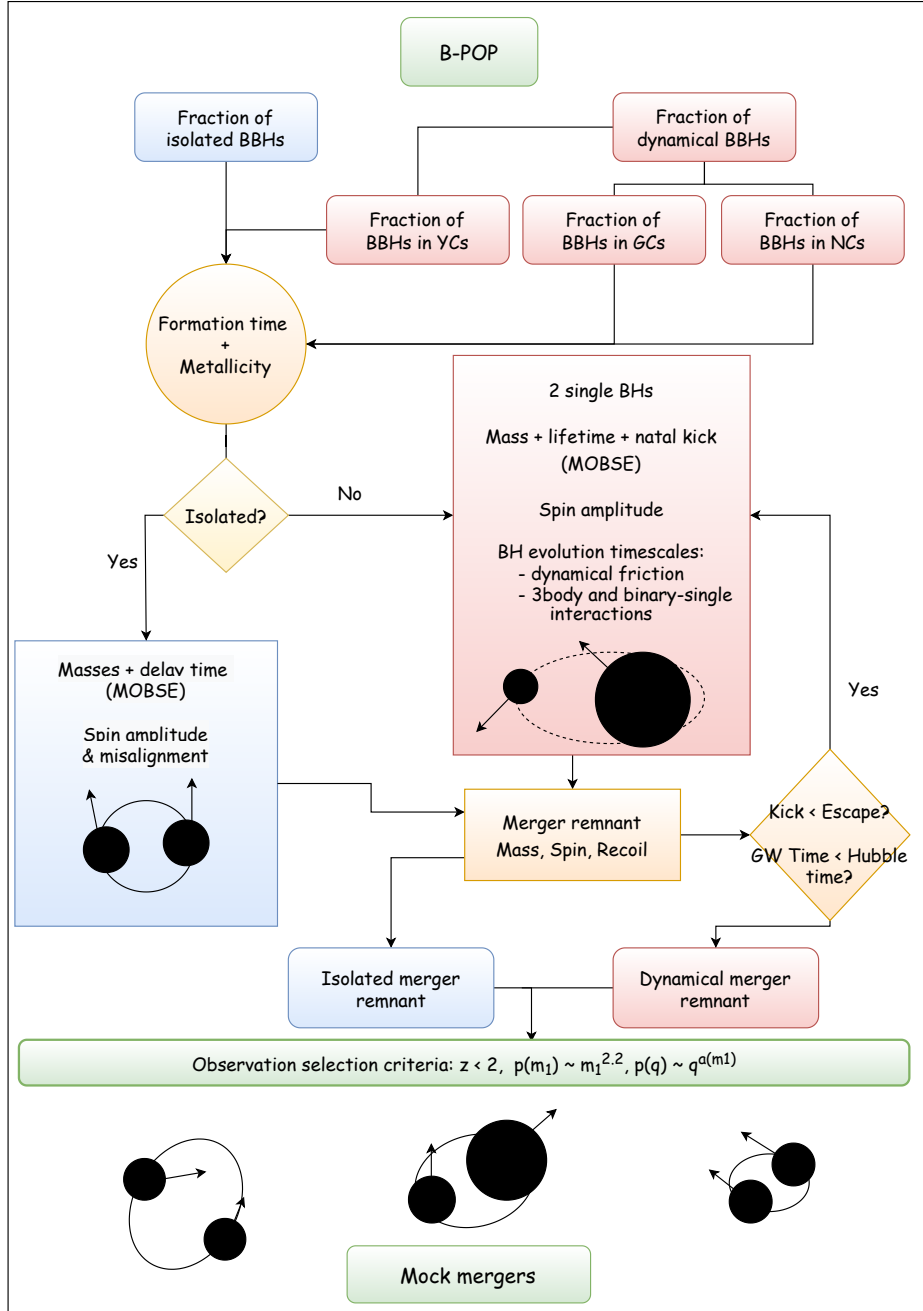 B-POP
Fraction of
isolated BBHs
Fraction of
dynamical BBHs
Fraction of
BBHs in YCs
Fraction of
BBHs in GCs
Fraction of
BBHs in NCs
Formation time
+
Metallicity
2 single BHs
Mass + lifetime + natal kick
(MOBSE)
Spin amplitude
BH evolution timescales:
- dynamical friction
- 3body and binary-single
interactions
Isolated?
No
Yes
Masses + delay time
(MOBSE)
Spin amplitude
& misalignment
Yes
Merger remnant
Mass, Spin, Recoil
Kick < Escape?
GW Time < Hubble
time?
Isolated merger
remnant
Dynamical merger
remnant
Observation selection criteria: z < 2, p(m₁) ~ m₁^2.2, p(q) ~ q^a(m1)
Mock mergers